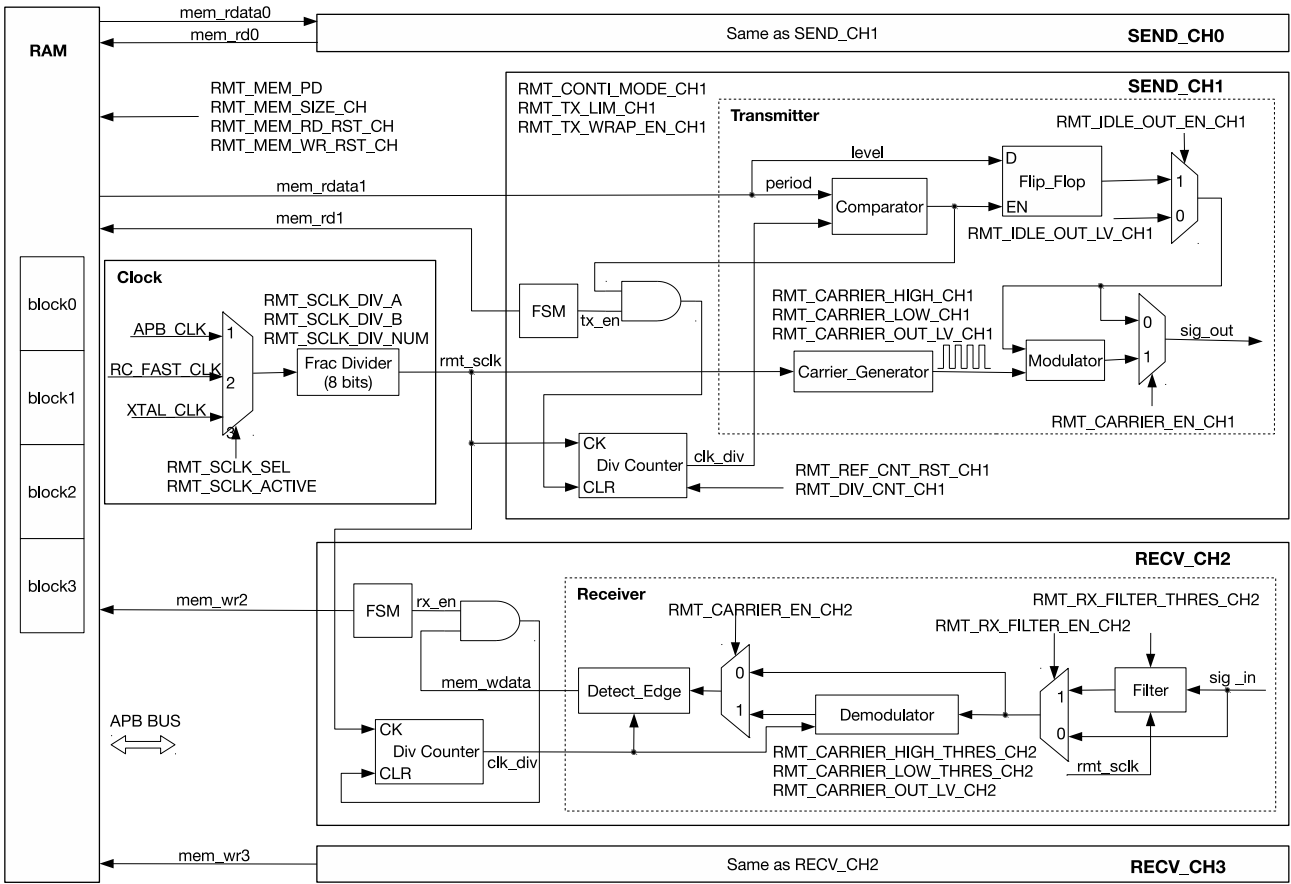 mem_rdata0
mem_rd0
Same as SEND_CH1
SEND_CH0
RAM
RMT_MEM_PD
RMT_MEM_SIZE_CH
RMT_MEM_RD_RST_CH
RMT_MEM_WR_RST_CH
RMT_CONTI_MODE_CH1
RMT_TX_LIM_CH1
RMT_TX_WRAP_EN_CH1
SEND_CH1
Transmitter
RMT_IDLE_OUT_EN_CH1
level
D
Flip_Flop
EN
1
0
mem_rdata1
period
Comparator
RMT_IDLE_OUT_LV_CH1
mem_rd1
block0
block1
block2
block3
Clock
APB_CLK
RC_FAST_CLK
XTAL_CLK
1
2
3
RMT_SCLK_DIV_A
RMT_SCLK_DIV_B
RMT_SCLK_DIV_NUM
Frac Divider
(8 bits)
rmt_sclk
RMT_SCLK_SEL
RMT_SCLK_ACTIVE
FSM
tx_en
RMT_CARRIER_HIGH_CH1
RMT_CARRIER_LOW_CH1
RMT_CARRIER_OUT_LV_CH1
Carrier_Generator
Modulator
0
1
sig_out
RMT_CARRIER_EN_CH1
CK
Div Counter
CLR
clk_div
RMT_REF_CNT_RST_CH1
RMT_DIV_CNT_CH1
RECV_CH2
mem_wr2
FSM
rx_en
Receiver
RMT_CARRIER_EN_CH2
RMT_RX_FILTER_THRES_CH2
RMT_RX_FILTER_EN_CH2
mem_wdata
Detect_Edge
0
1
Demodulator
1
0
Filter
sig _in
rmt_sclk
APB BUS
CK
Div Counter
CLR
clk_div
RMT_CARRIER_HIGH_THRES_CH2
RMT_CARRIER_LOW_THRES_CH2
RMT_CARRIER_OUT_LV_CH2
mem_wr3
Same as RECV_CH2
RECV_CH3